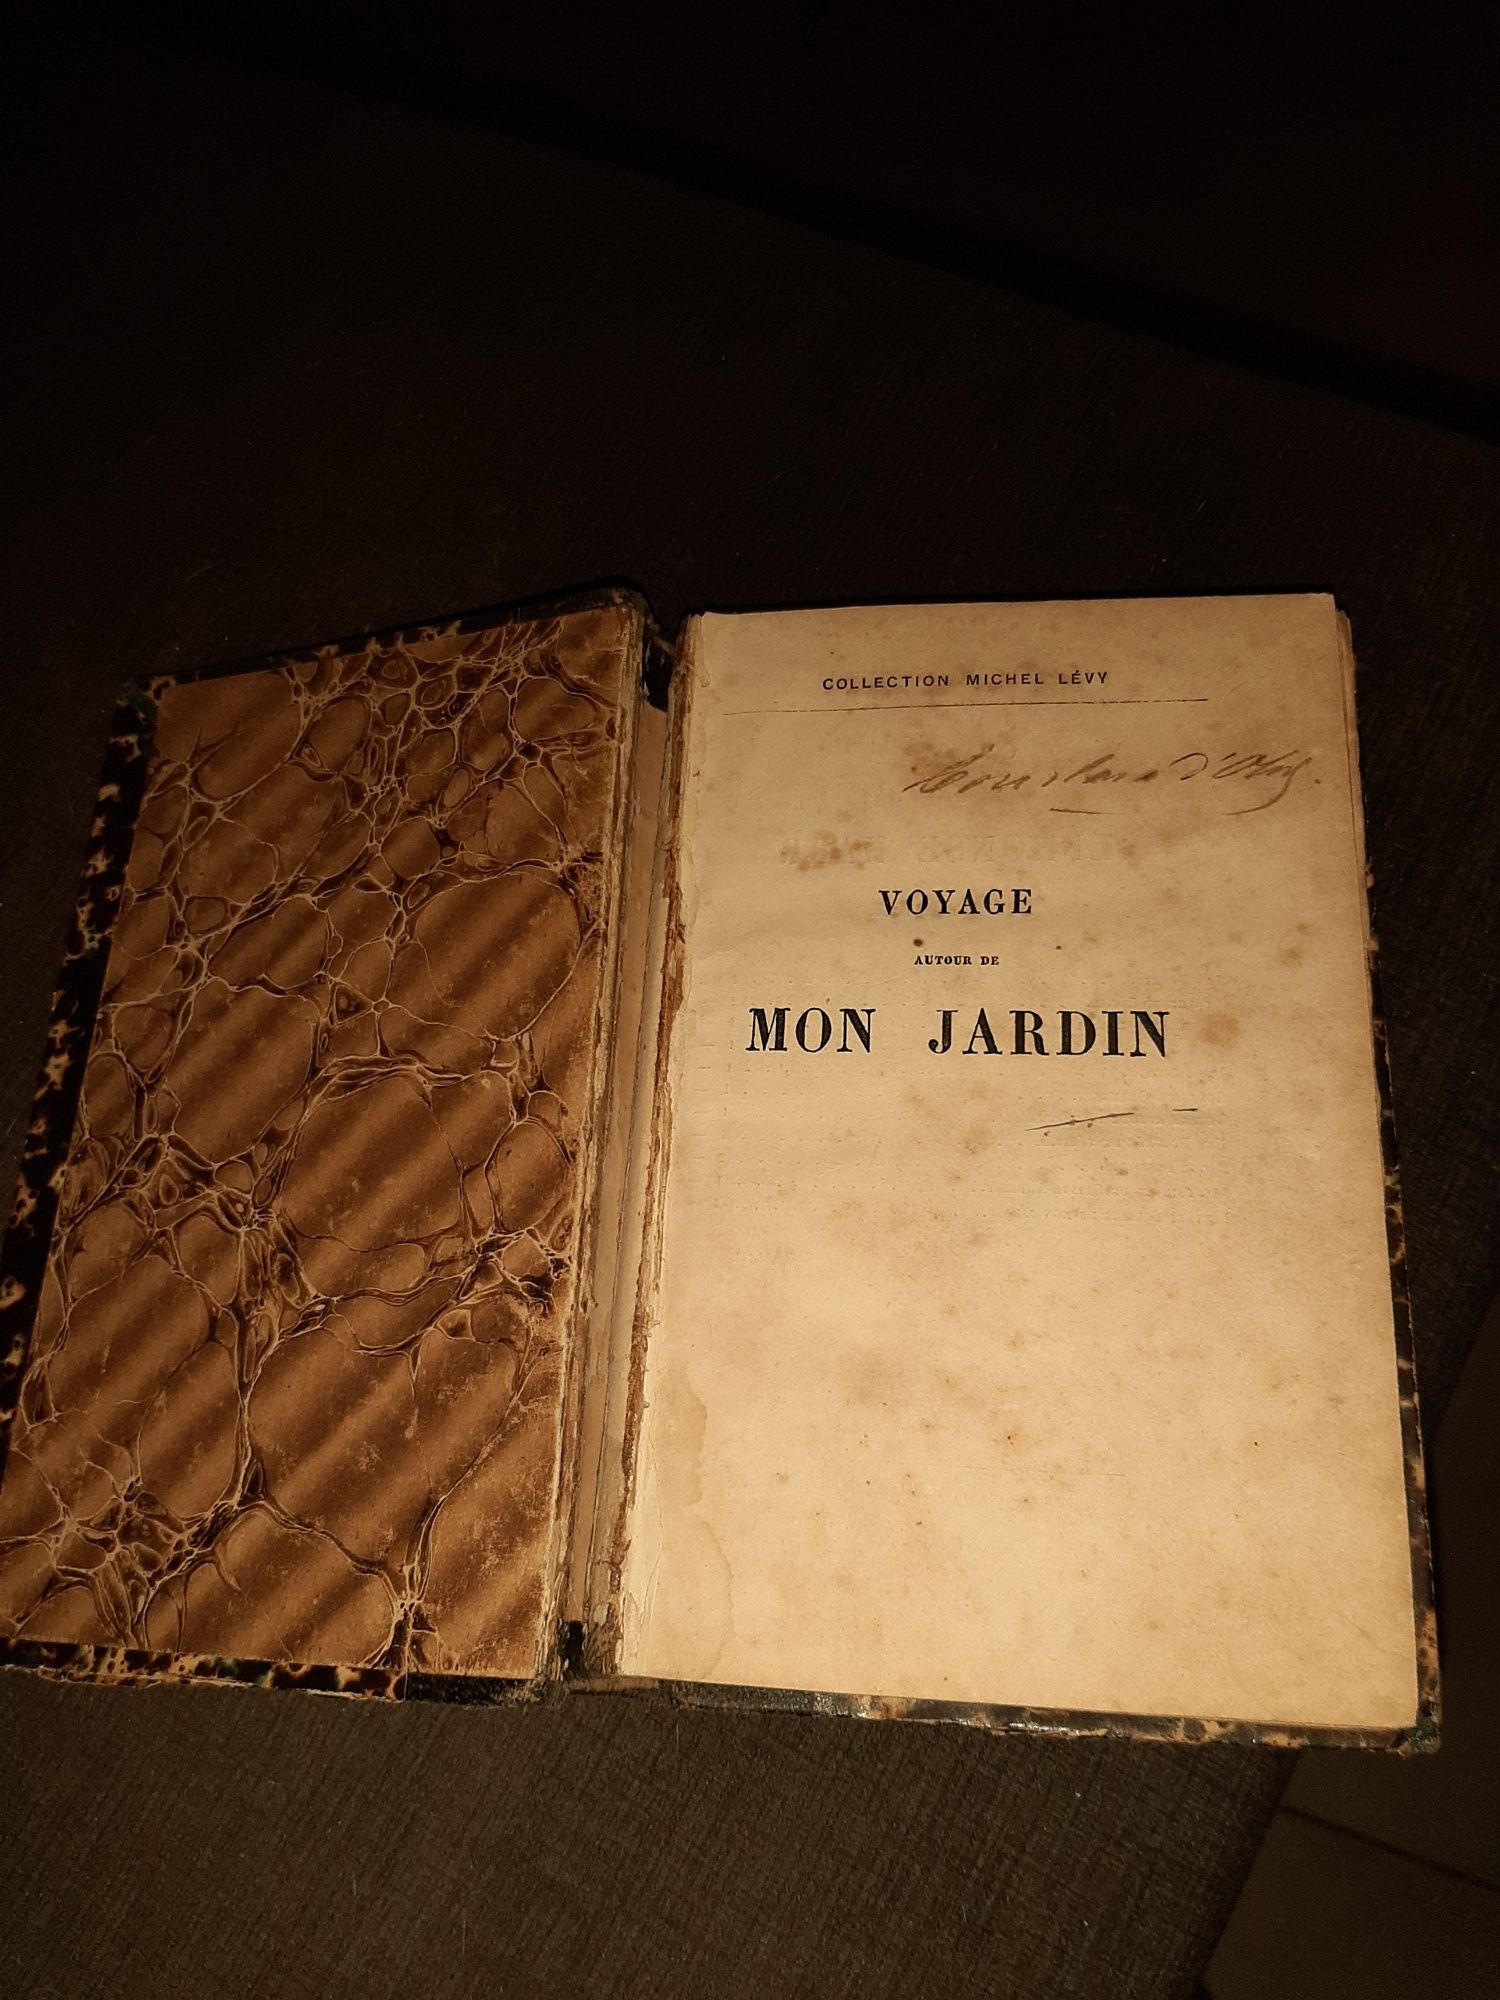 COLLECTION MICHEL LÉVY
VOYAGE
AUTOUR DE
MON JARDIN